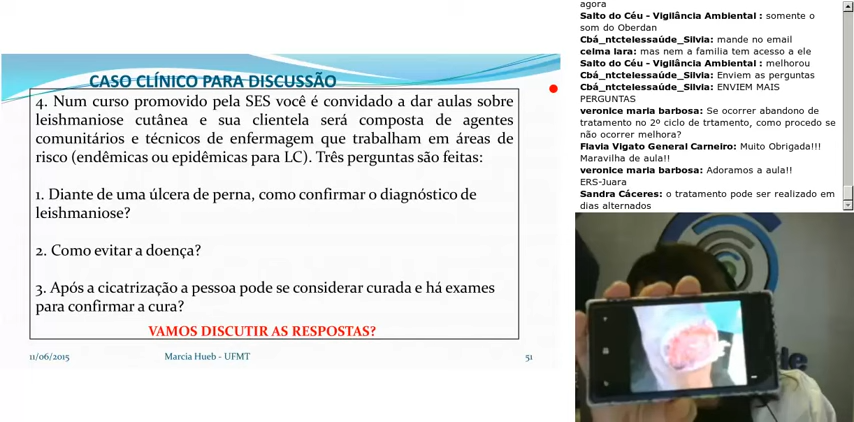 CASO CLÍNICO PARA DISCUSSÃO
4. Num curso promovido pela SES você é convidado a dar aulas sobre
leishmaniose cutânea e sua clientela será composta de agentes
comunitários e técnicos de enfermagem que trabalham em áreas de
risco (endêmicas ou epidêmicas para LC). Três perguntas são feitas:
1. Diante de uma úlcera de perna, como confirmar o diagnóstico de
leishmaniose?
2. Como evitar a doença?
3. Após a cicatrização a pessoa pode se considerar curada e há exames
para confirmar a cura?
VAMOS DISCUTIR AS RESPOSTAS?
11/06/2015
Marcia Hueb - UFMT
51
agora
Salto do Céu - Vigilância Ambiental : somente o
som do Oberdan
Cbá_ntctelessaúde_Silvia: mande no email
celma lara: mas nem a familia tem acesso a ele
Salto do Céu - Vigilância Ambiental : melhorou
Cbá_ntctelessaúde_Silvia: Enviem as perguntas
Cbá_ntctelessaúde_Silvia: ENVIEM MAIS
PERGUNTAS
veronice maria barbosa: Se ocorrer abandono de
tratamento no 2º ciclo de trtamento, como procedo se
não ocorrer melhora?
Flavia Vigato General Carneiro: Muito Obrigada!!!
Maravilha de aula!!
veronice maria barbosa: Adoramos a aula!!
ERS-Juara
Sandra Cáceres: o tratamento pode ser realizado em
dias alternados